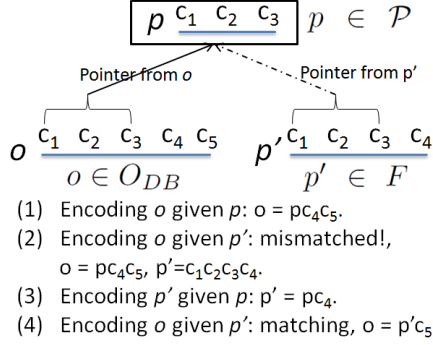 p c₁ c₂ c₃ p ∈ 𝒫
Pointer from o
Pointer from p'
o c₁ c₂ c₃ c₄ c₅
p' c₁ c₂ c₃ c₄
o ∈ O_DB
p' ∈ F
(1) Encoding o given p: o = pc₄c₅.
(2) Encoding o given p': mismatched!,
o = pc₄c₅, p'=c₁c₂c₃c₄.
(3) Encoding p' given p: p' = pc₄.
(4) Encoding o given p': matching, o = p'c₅